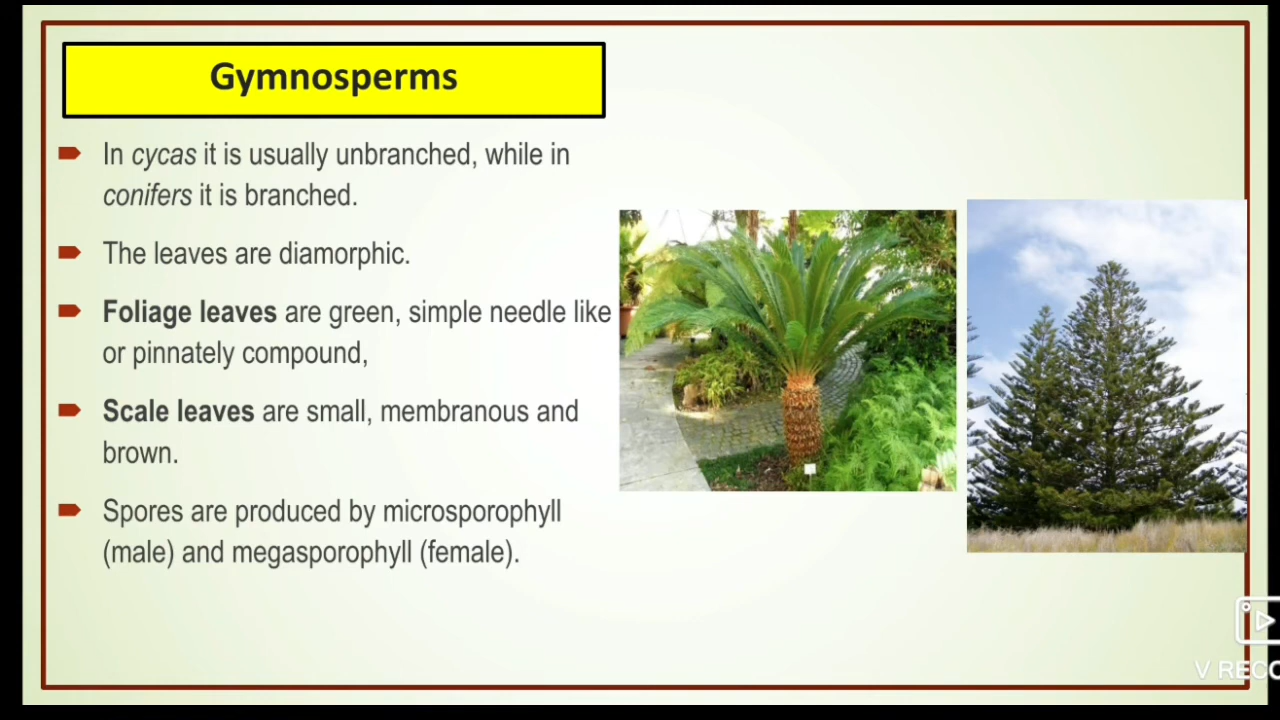 Gymnosperms
In cycas it is usually unbranched, while in
conifers it is branched.
The leaves are diamorphic.
Foliage leaves are green, simple needle like
or pinnately compound,
Scale leaves are small, membranous and
brown.
Spores are produced by microsporophyll
(male) and megasporophyll (female).
V RECO